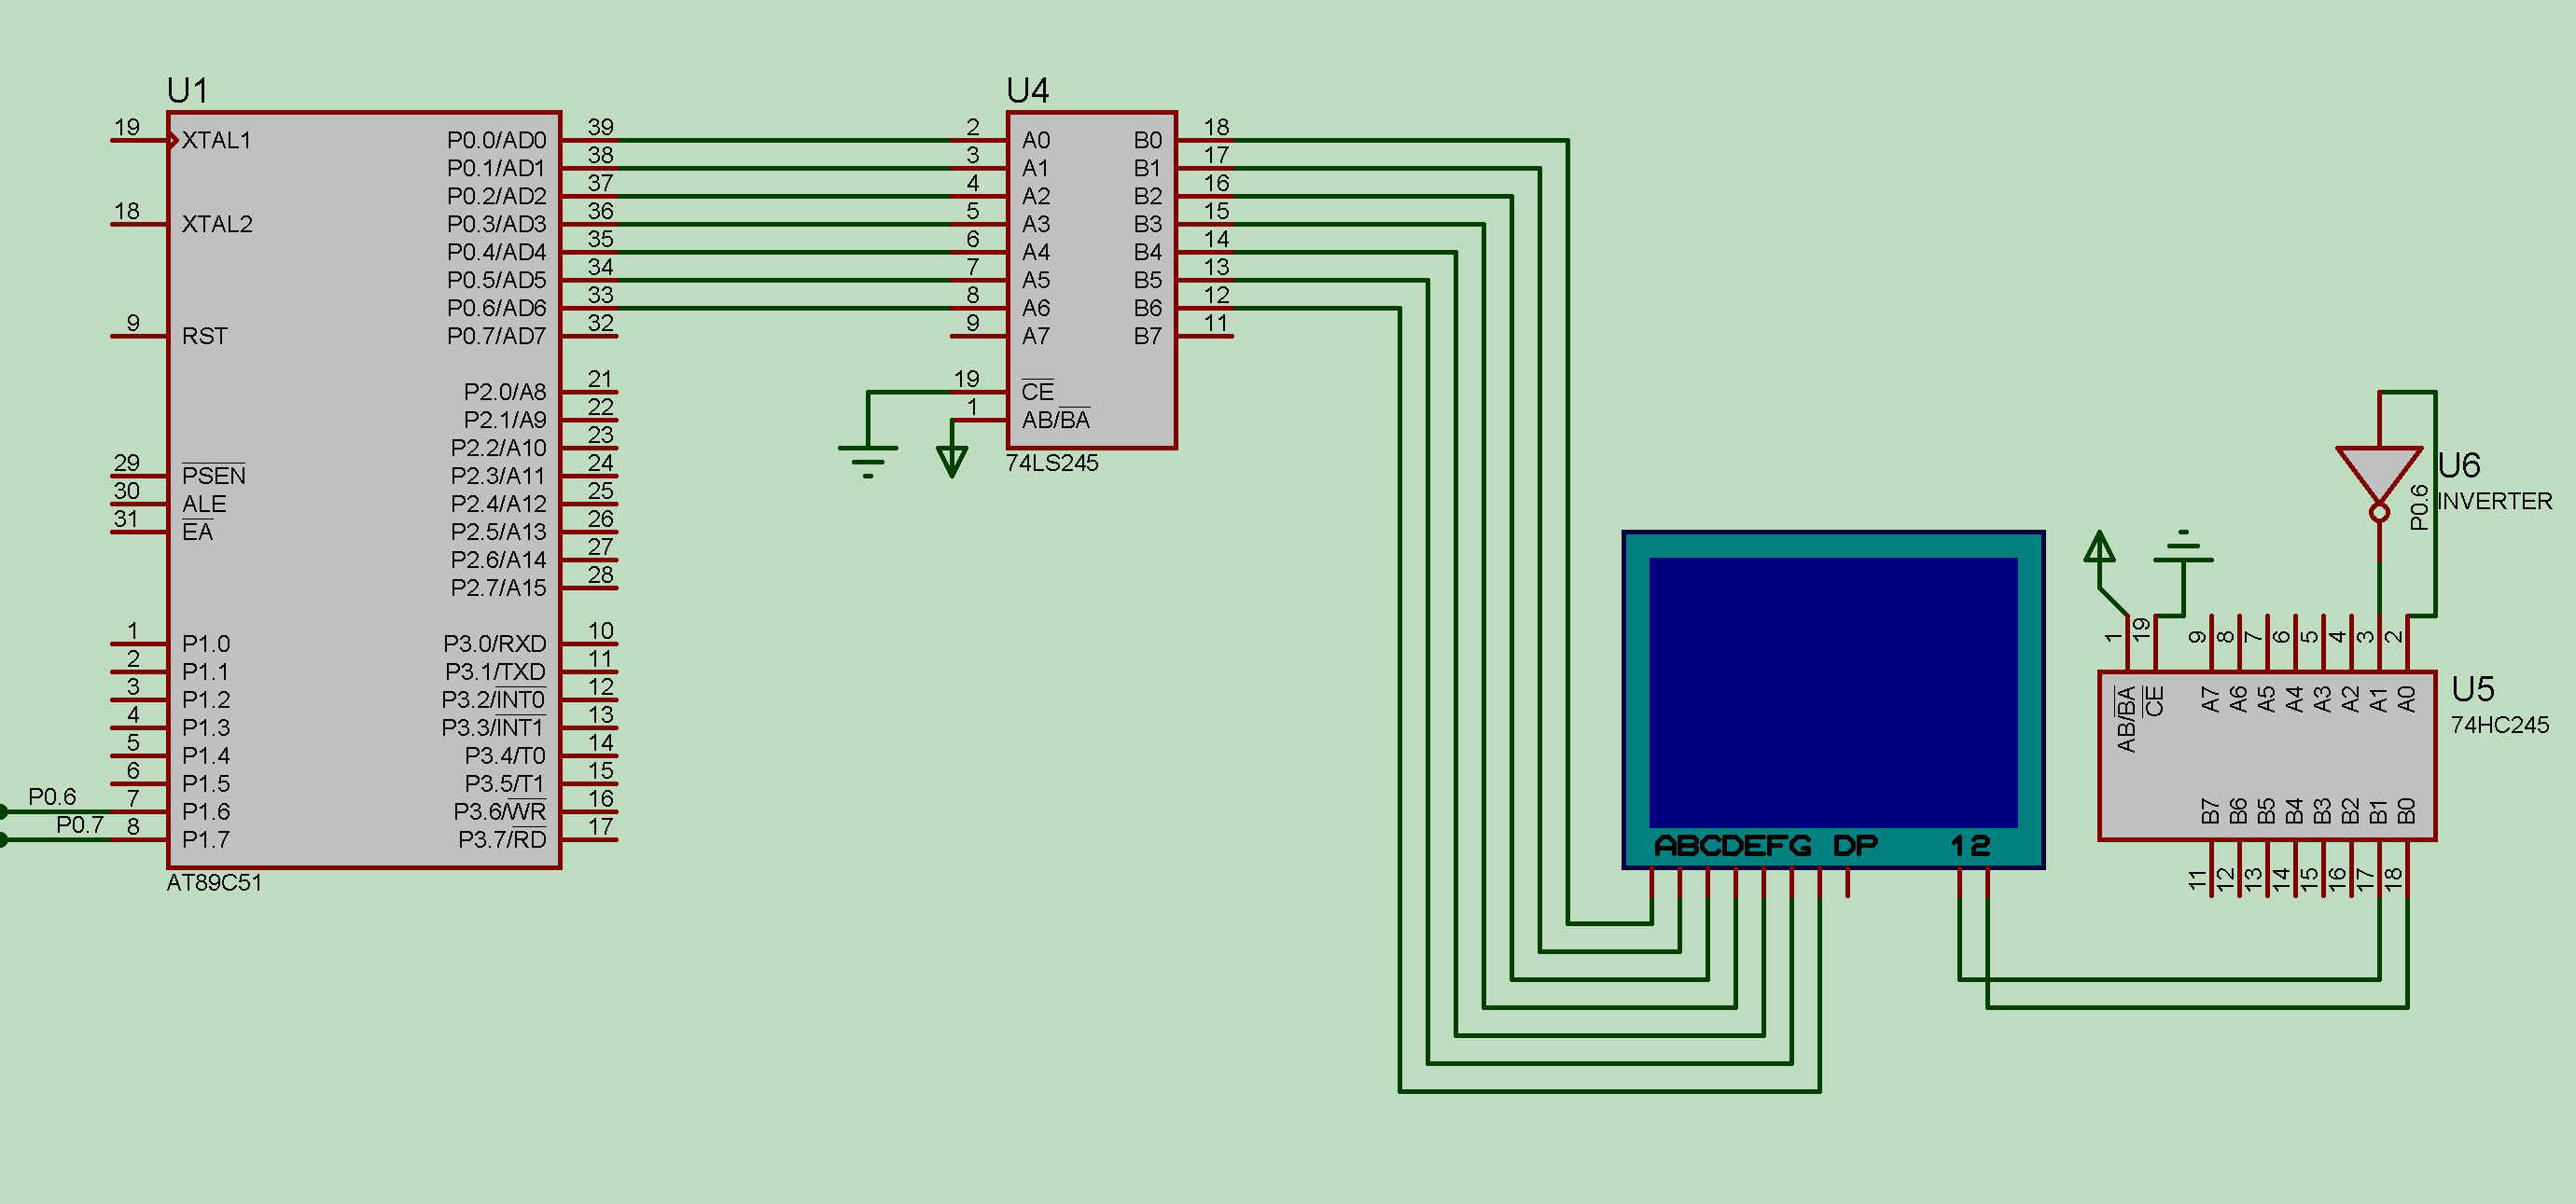 U1
19 XTAL1
18 XTAL2
9 RST
29 PSEN
30 ALE
31 EA
1 P1.0
2 P1.1
3 P1.2
4 P1.3
5 P1.4
6 P1.5
P0.6 7 P1.6
P0.7 8 P1.7
P0.0/AD0 39
P0.1/AD1 38
P0.2/AD2 37
P0.3/AD3 36
P0.4/AD4 35
P0.5/AD5 34
P0.6/AD6 33
P0.7/AD7 32
P2.0/A8 21
P2.1/A9 22
P2.2/A10 23
P2.3/A11 24
P2.4/A12 25
P2.5/A13 26
P2.6/A14 27
P2.7/A15 28
P3.0/RXD 10
P3.1/TXD 11
P3.2/INT0 12
P3.3/INT1 13
P3.4/T0 14
P3.5/T1 15
P3.6/WR 16
P3.7/RD 17
AT89C51
U4
2 A0 B0 18
3 A1 B1 17
4 A2 B2 16
5 A3 B3 15
6 A4 B4 14
7 A5 B5 13
8 A6 B6 12
9 A7 B7 11
19 CE
1 AB/BA
74LS245
ABCDEFG DP 12
U6
INVERTER
P0.6
1 19 9 8 7 6 5 4 3 2
AB/BA CE A7 A6 A5 A4 A3 A2 A1 A0
U5
74HC245
B7 B6 B5 B4 B3 B2 B1 B0
11 12 13 14 15 16 17 18